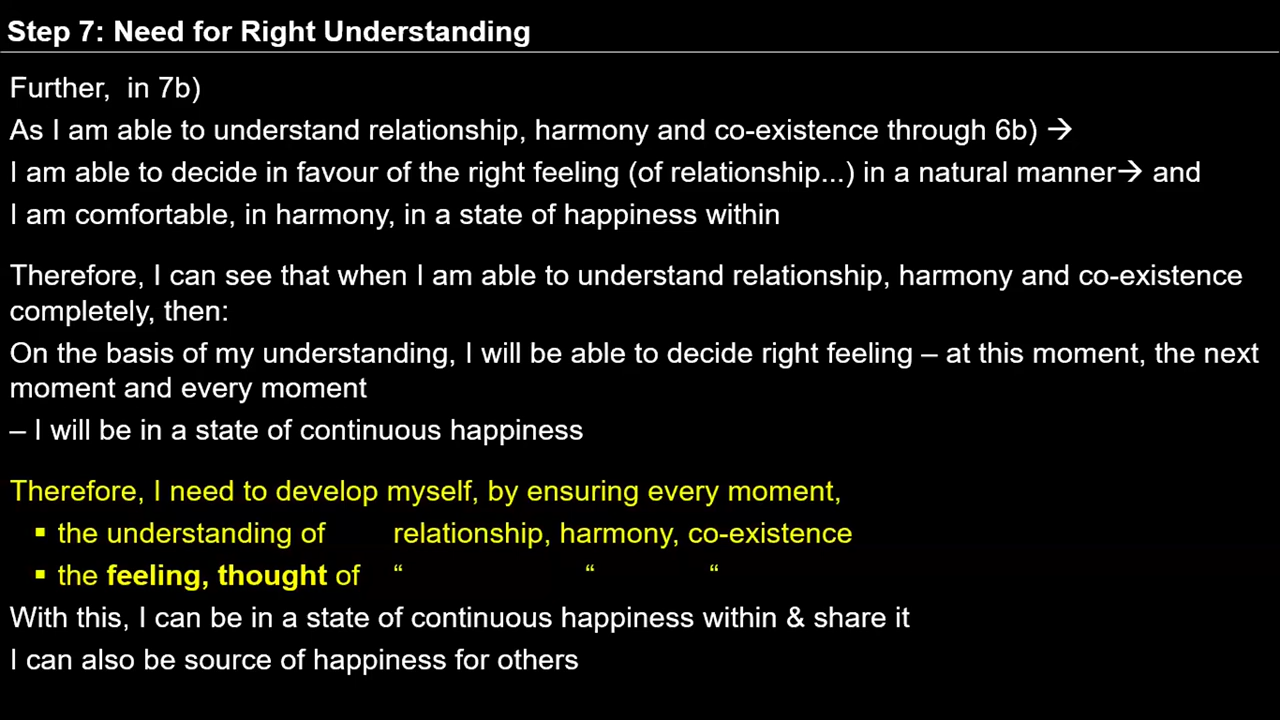 Step 7: Need for Right Understanding
Further,  in 7b)
As I am able to understand relationship, harmony and co-existence through 6b) →
I am able to decide in favour of the right feeling (of relationship...) in a natural manner→ and
I am comfortable, in harmony, in a state of happiness within
Therefore, I can see that when I am able to understand relationship, harmony and co-existence
completely, then:
On the basis of my understanding, I will be able to decide right feeling – at this moment, the next
moment and every moment
– I will be in a state of continuous happiness
Therefore, I need to develop myself, by ensuring every moment,
▪ the understanding of relationship, harmony, co-existence
▪ the feeling, thought of “ “ “
With this, I can be in a state of continuous happiness within & share it
I can also be source of happiness for others